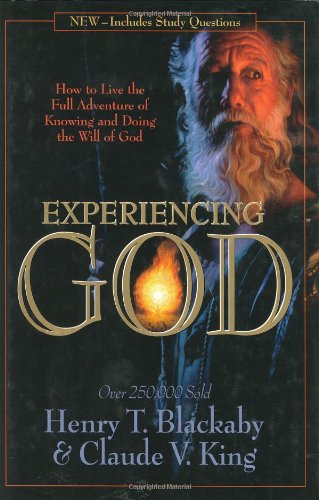 NEW – Includes Study Questions
How to Live the
Full Adventure of
Knowing and Doing
the Will of God
EXPERIENCING
GOD
Over 250,000 Sold
Henry T. Blackaby
& Claude V. King